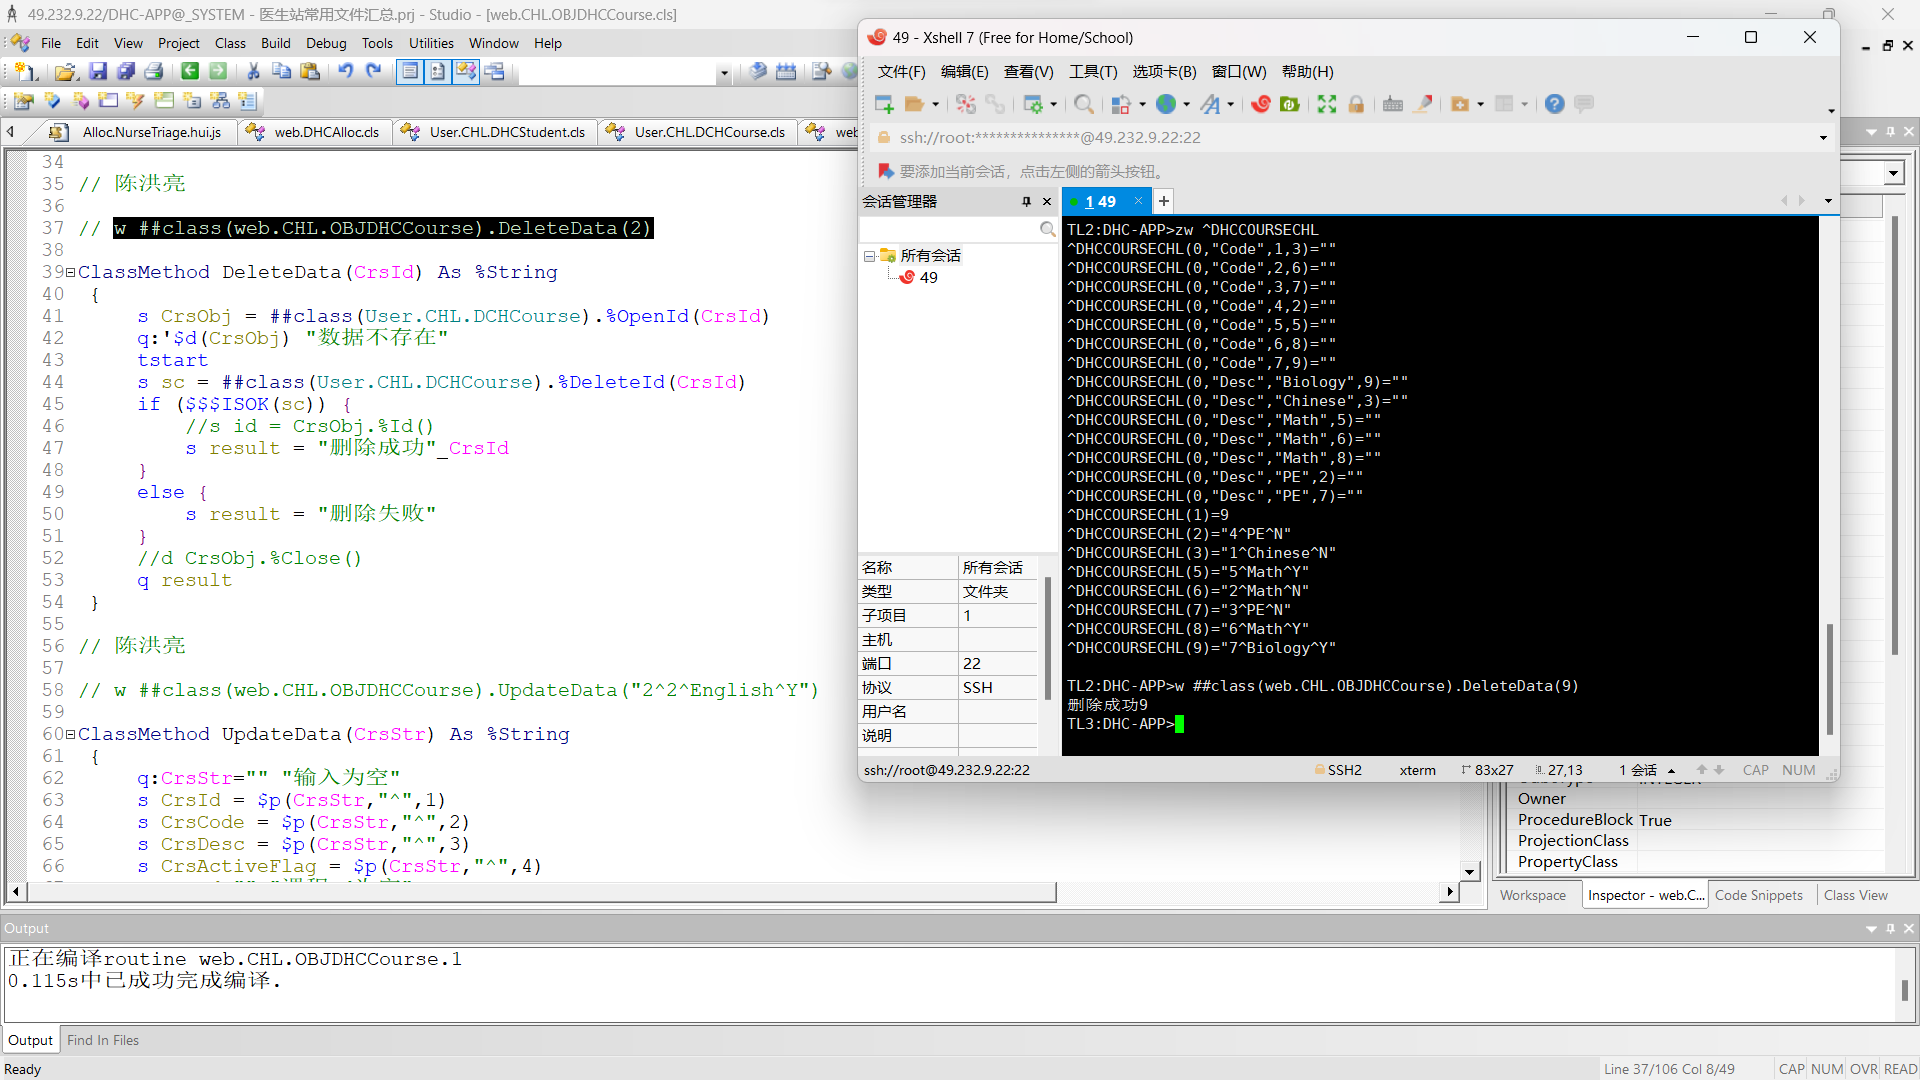 49.232.9.22/DHC-APP@_SYSTEM - 医生站常用文件汇总.prj - Studio - [web.CHL.OBJDHCCourse.cls]
File Edit View Project Class Build Debug Tools Utilities Window Help
Alloc.NurseTriage.hui.js web.DHCAlloc.cls User.CHL.DHCStudent.cls User.CHL.DCHCourse.cls
34
35 // 陈洪亮
36
37 // w ##class(web.CHL.OBJDHCCourse).DeleteData(2)
38
39 ClassMethod DeleteData(CrsId) As %String
40 {
41 s CrsObj = ##class(User.CHL.DCHCourse).%OpenId(CrsId)
42 q:'$d(CrsObj) "数据不存在"
43 tstart
44 s sc = ##class(User.CHL.DCHCourse).%DeleteId(CrsId)
45 if ($$$ISOK(sc)) {
46 //s id = CrsObj.%Id()
47 s result = "删除成功"_CrsId
48 }
49 else {
50 s result = "删除失败"
51 }
52 //d CrsObj.%Close()
53 q result
54 }
55
56 // 陈洪亮
57
58 // w ##class(web.CHL.OBJDHCCourse).UpdateData("2^2^English^Y")
59
60 ClassMethod UpdateData(CrsStr) As %String
61 {
62 q:CrsStr="" "输入为空"
63 s CrsId = $p(CrsStr,"^",1)
64 s CrsCode = $p(CrsStr,"^",2)
65 s CrsDesc = $p(CrsStr,"^",3)
66 s CrsActiveFlag = $p(CrsStr,"^",4)
49 - Xshell 7 (Free for Home/School)
文件(F) 编辑(E) 查看(V) 工具(T) 选项卡(B) 窗口(W) 帮助(H)
ssh://root:***************@49.232.9.22:22
要添加当前会话，点击左侧的箭头按钮。
会话管理器
1 49
所有会话
49
名称 所有会话
类型 文件夹
子项目 1
主机
端口 22
协议 SSH
用户名
说明
TL2:DHC-APP>zw ^DHCCOURSECHL
^DHCCOURSECHL(0,"Code",1,3)=""
^DHCCOURSECHL(0,"Code",2,6)=""
^DHCCOURSECHL(0,"Code",3,7)=""
^DHCCOURSECHL(0,"Code",4,2)=""
^DHCCOURSECHL(0,"Code",5,5)=""
^DHCCOURSECHL(0,"Code",6,8)=""
^DHCCOURSECHL(0,"Code",7,9)=""
^DHCCOURSECHL(0,"Desc","Biology",9)=""
^DHCCOURSECHL(0,"Desc","Chinese",3)=""
^DHCCOURSECHL(0,"Desc","Math",5)=""
^DHCCOURSECHL(0,"Desc","Math",6)=""
^DHCCOURSECHL(0,"Desc","Math",8)=""
^DHCCOURSECHL(0,"Desc","PE",2)=""
^DHCCOURSECHL(0,"Desc","PE",7)=""
^DHCCOURSECHL(1)=9
^DHCCOURSECHL(2)="4^PE^N"
^DHCCOURSECHL(3)="1^Chinese^N"
^DHCCOURSECHL(5)="5^Math^Y"
^DHCCOURSECHL(6)="2^Math^N"
^DHCCOURSECHL(7)="3^PE^N"
^DHCCOURSECHL(8)="6^Math^Y"
^DHCCOURSECHL(9)="7^Biology^Y"
TL2:DHC-APP>w ##class(web.CHL.OBJDHCCourse).DeleteData(9)
删除成功9
TL3:DHC-APP>
ssh://root@49.232.9.22:22 SSH2 xterm 83x27 27,13 1 会话 CAP NUM
Owner
ProcedureBlock True
ProjectionClass
PropertyClass
Workspace Inspector - web.C... Code Snippets Class View
Output
正在编译routine web.CHL.OBJDHCCourse.1
0.115s中已成功完成编译.
Output Find In Files
Ready Line 37/106 Col 8/49 CAP NUM OVR READ